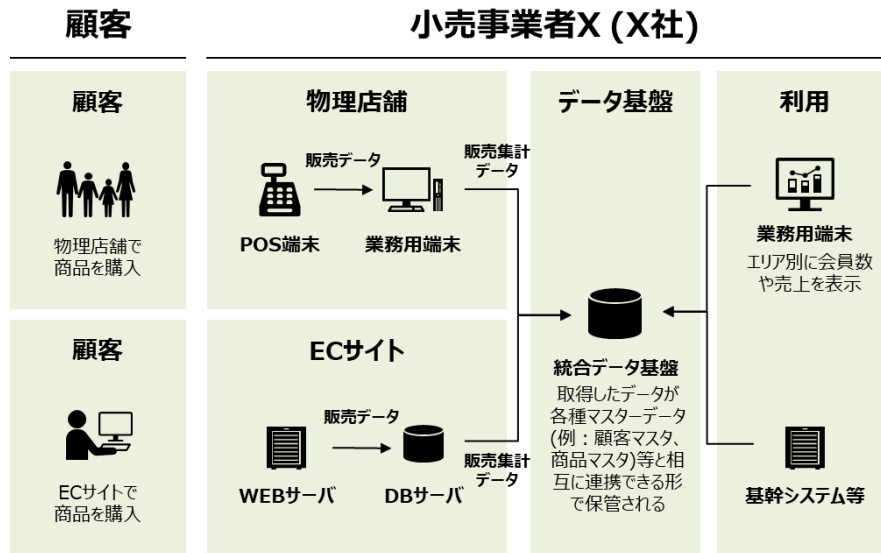 顧客
小売事業者X (X社)
顧客
物理店舗で
商品を購入
物理店舗
販売データ
販売集計
データ
POS端末
業務用端末
データ基盤
統合データ基盤
取得したデータが
各種マスターデータ
(例：顧客マスタ、
商品マスタ)等と相
互に連携できる形
で保管される
利用
業務用端末
エリア別に会員数
や売上を表示
基幹システム等
顧客
ECサイトで
商品を購入
ECサイト
販売データ
販売集計
データ
WEBサーバ
DBサーバ